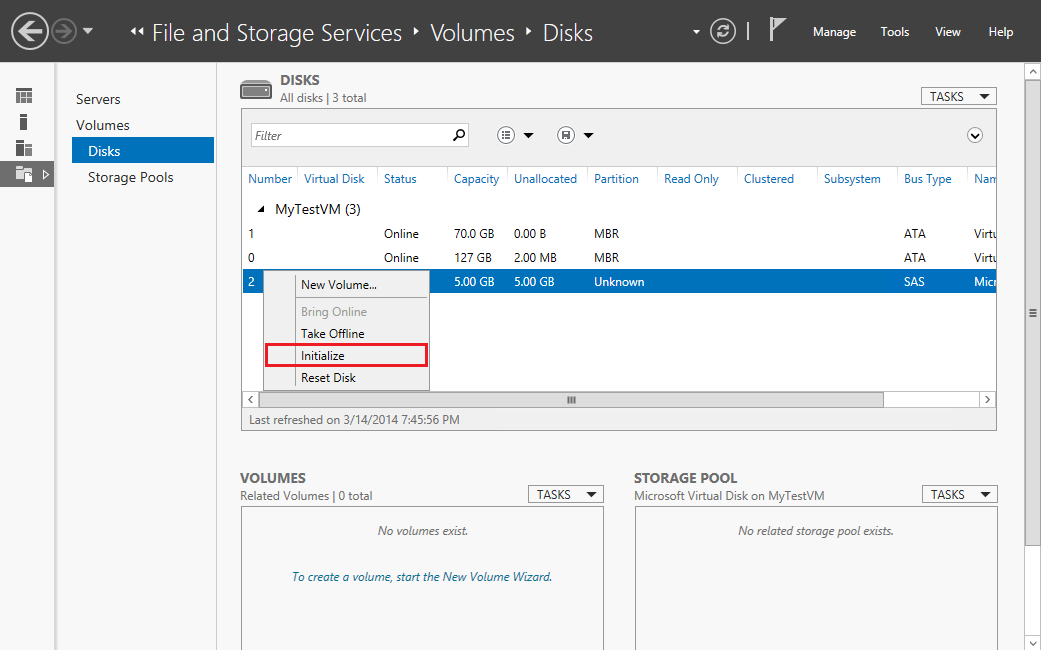 File and Storage Services Volumes Disks
Manage Tools View Help
Servers
Volumes
Disks
Storage Pools
DISKS
All disks | 3 total
TASKS
Filter
Number Virtual Disk Status Capacity Unallocated Partition Read Only Clustered Subsystem Bus Type Nam
MyTestVM (3)
1 Online 70.0 GB 0.00 B MBR ATA Virtu
0 Online 127 GB 2.00 MB MBR ATA Virtu
2 5.00 GB 5.00 GB Unknown SAS Micr
New Volume...
Bring Online
Take Offline
Initialize
Reset Disk
Last refreshed on 3/14/2014 7:45:56 PM
VOLUMES
Related Volumes | 0 total
TASKS
No volumes exist.
To create a volume, start the New Volume Wizard.
STORAGE POOL
Microsoft Virtual Disk on MyTestVM
TASKS
No related storage pool exists.